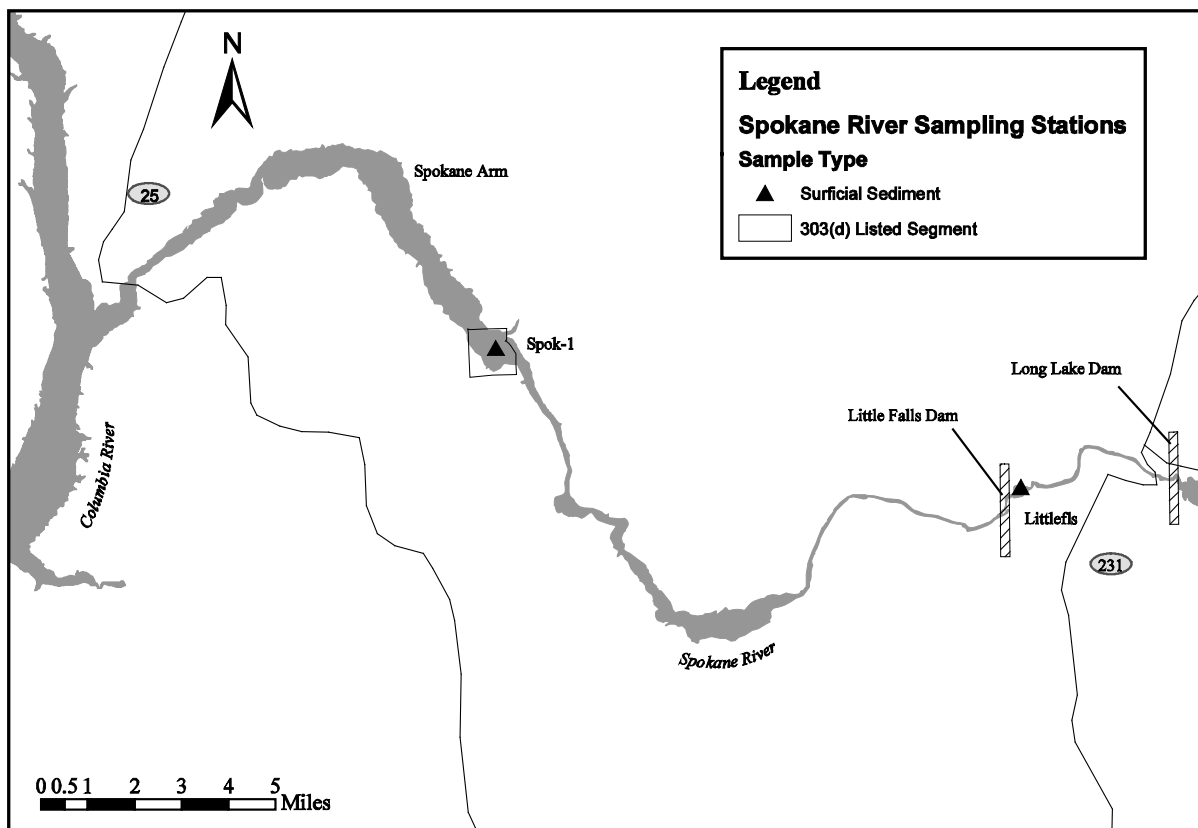 N
Legend
Spokane River Sampling Stations
Sample Type
Surficial Sediment
303(d) Listed Segment
Spokane Arm
25
Spok-1
Long Lake Dam
Little Falls Dam
Columbia River
Littlefls
231
Spokane River
0 0.5 1 2 3 4 5
Miles